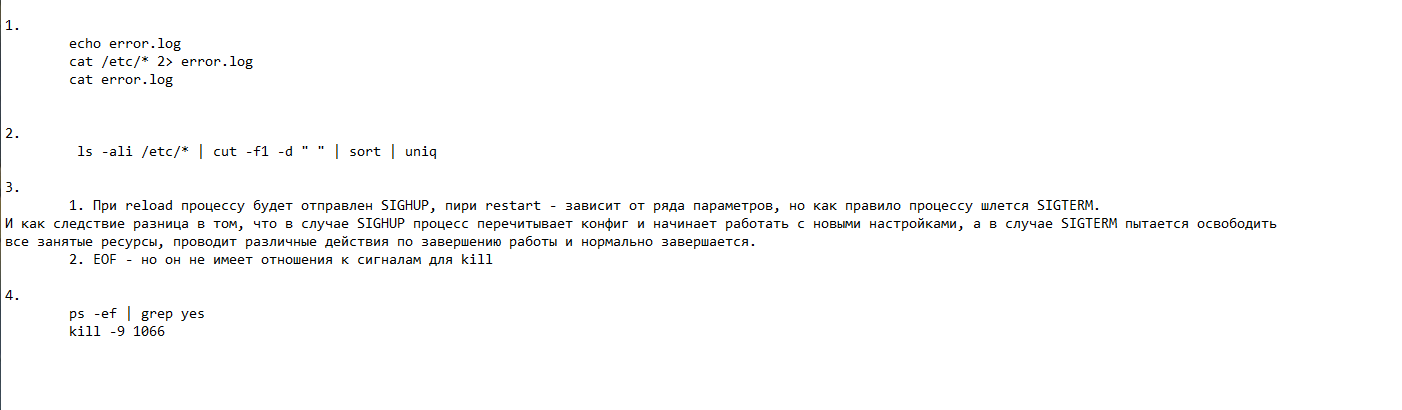 1.
echo error.log
cat /etc/* 2> error.log
cat error.log
2.
ls -ali /etc/* | cut -f1 -d " " | sort | uniq
3.
1. При reload процессу будет отправлен SIGHUP, пири restart - зависит от ряда параметров, но как правило процессу шлется SIGTERM.
И как следствие разница в том, что в случае SIGHUP процесс перечитывает конфиг и начинает работать с новыми настройками, а в случае SIGTERM пытается освободить
все занятые ресурсы, проводит различные действия по завершению работы и нормально завершается.
2. EOF - но он не имеет отношения к сигналам для kill
4.
ps -ef | grep yes
kill -9 1066